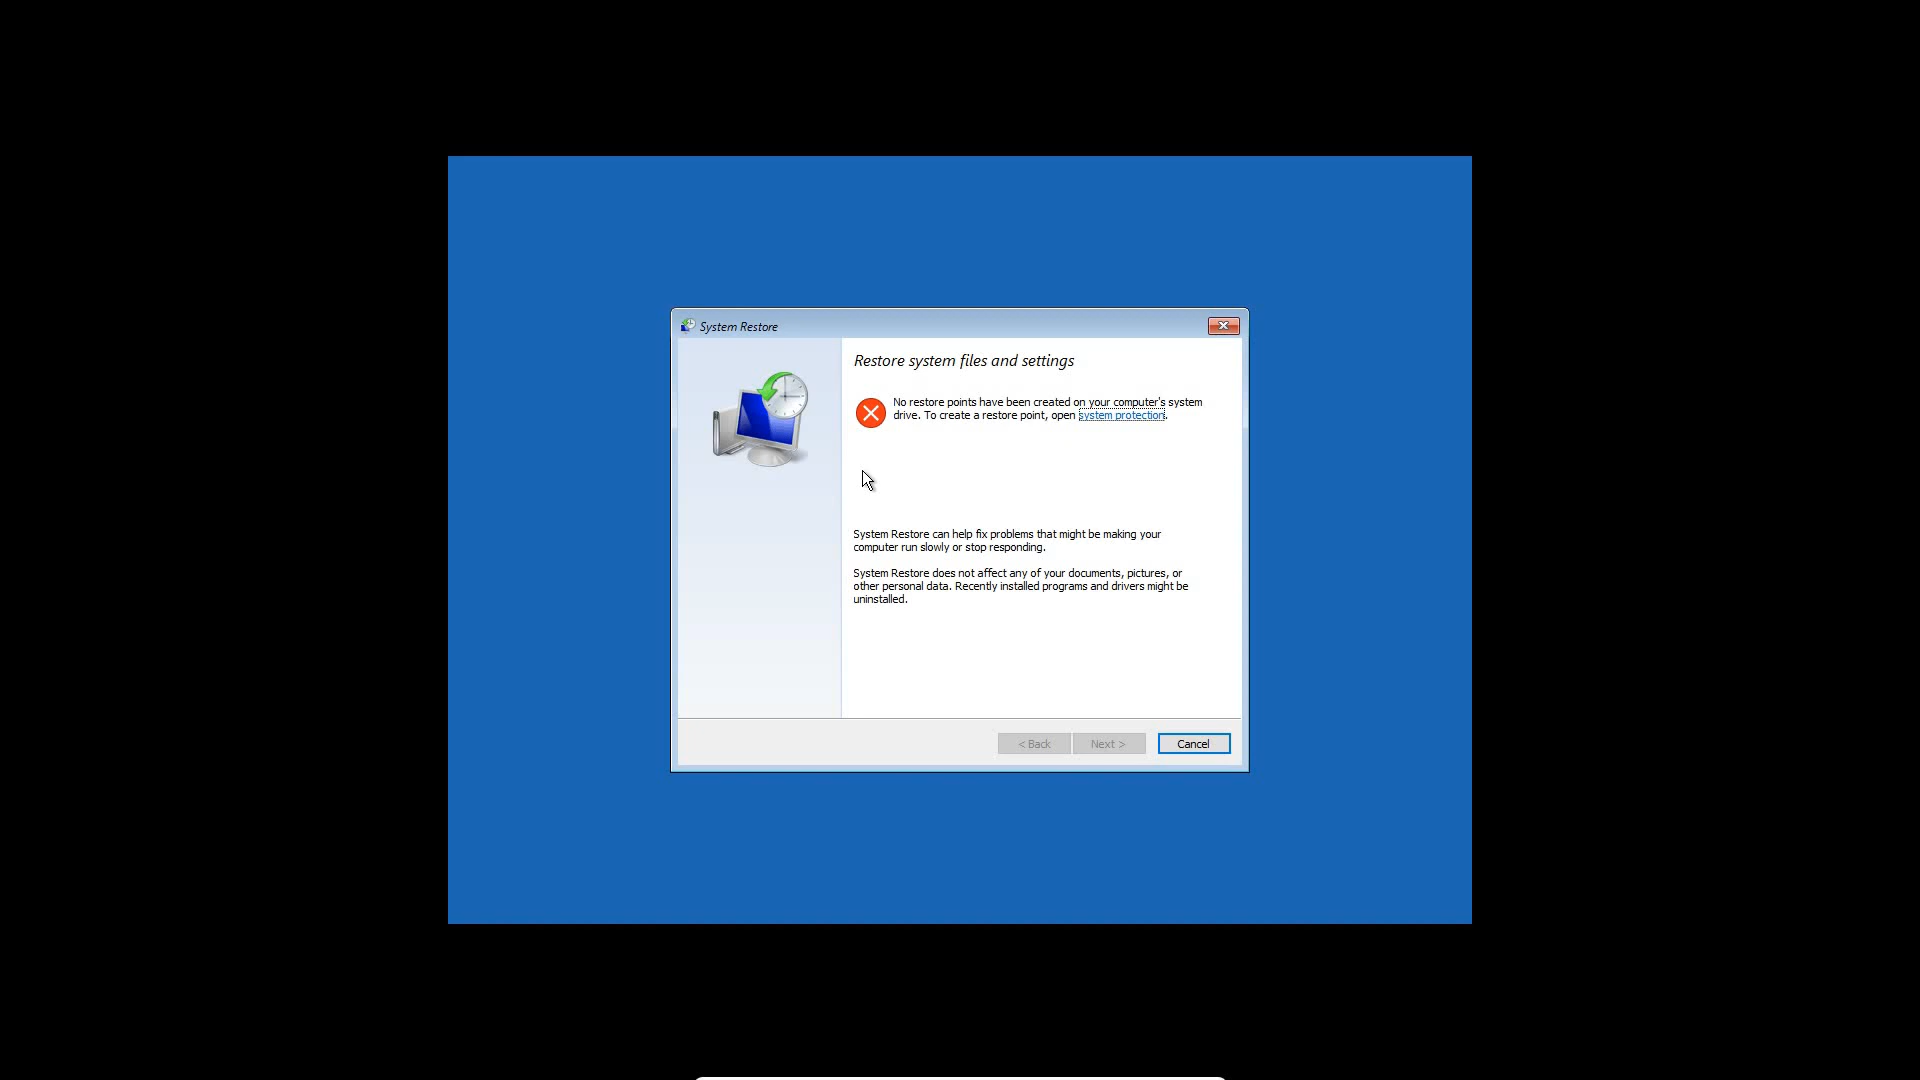 System Restore
Restore system files and settings
No restore points have been created on your computer's system
drive. To create a restore point, open system protection.
System Restore can help fix problems that might be making your
computer run slowly or stop responding.
System Restore does not affect any of your documents, pictures, or
other personal data. Recently installed programs and drivers might be
uninstalled.
< Back Next > Cancel